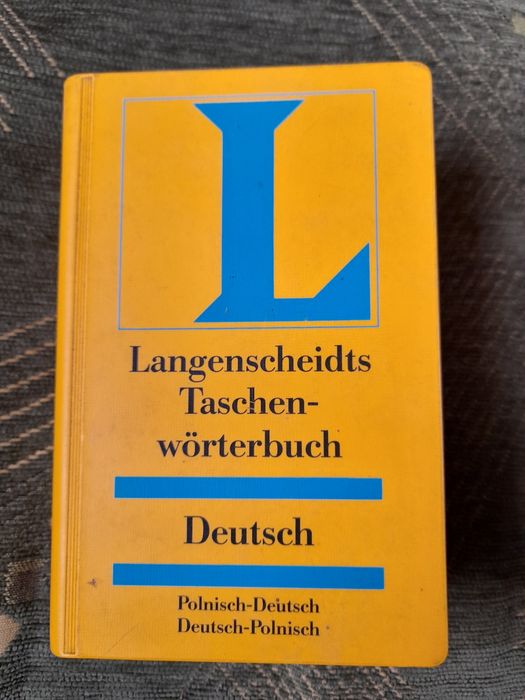 L
Langenscheidts
Taschen-
wörterbuch
Deutsch
Polnisch-Deutsch
Deutsch-Polnisch